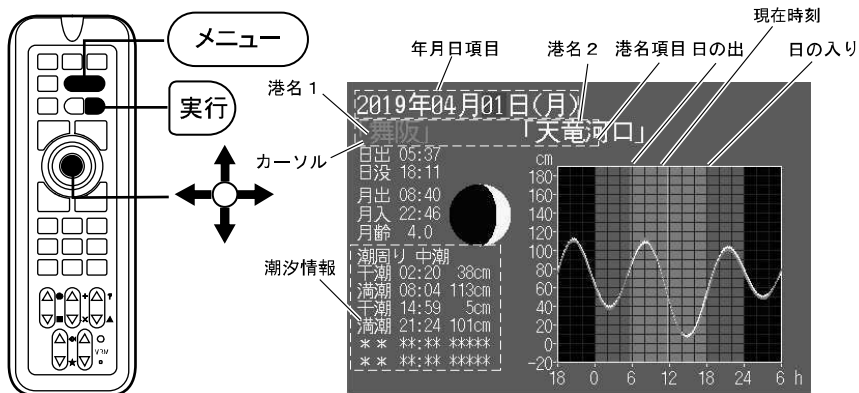 メニュー
実行
年月日項目
港名2
港名項目
日の出
現在時刻
日の入り
港名1
カーソル
潮汐情報
2019年04月01日(月)
「舞阪」
「天竜河口」
日出 05:37
日没 18:11
月出 08:40
月入 22:46
月齢 4.0
潮周り 中潮
干潮 02:20 38cm
満潮 08:04 113cm
干潮 14:59 5cm
満潮 21:24 101cm
** **:** *****
** **:** *****
cm
180
160
140
120
100
80
60
40
20
0
-20
18 0 6 12 18 24 6 h